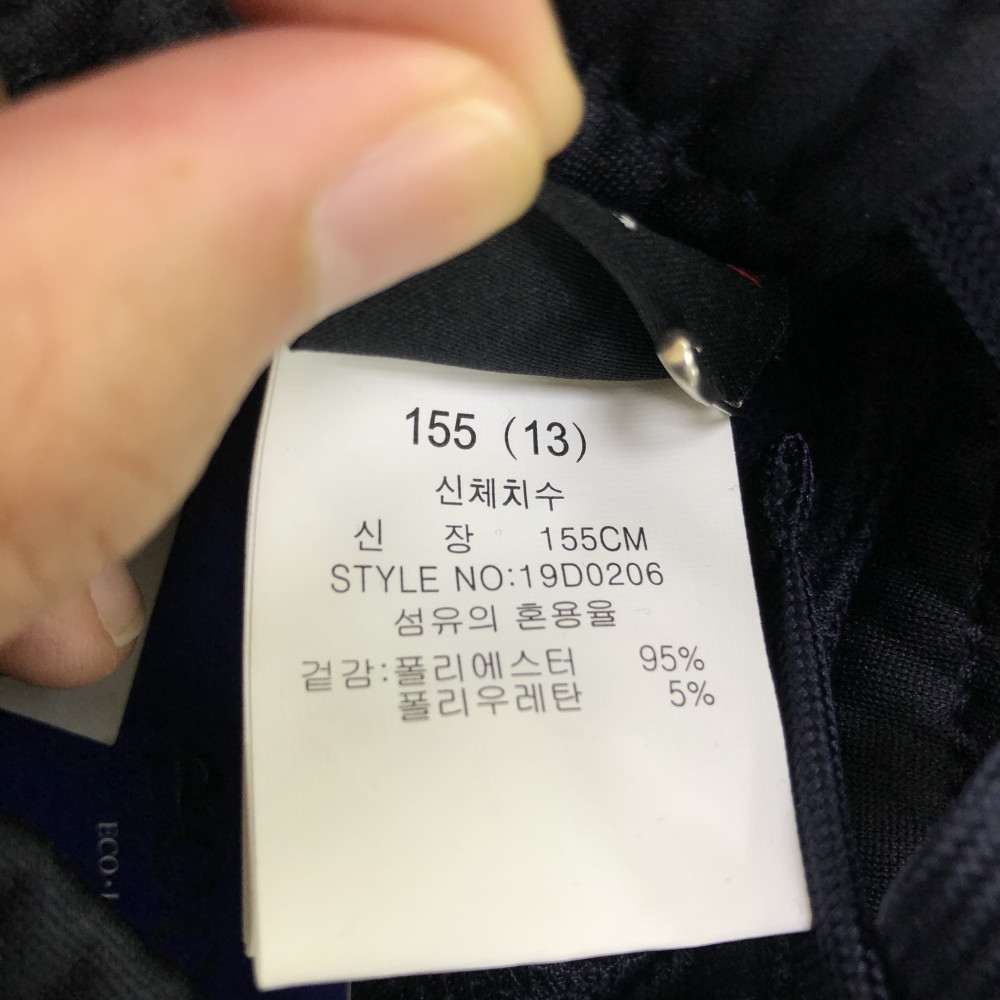 155 (13)
신체치수
신 장 155CM
STYLE NO:19D0206
섬유의 혼용율
겉감:폴리에스터 95%
폴리우레탄 5%
ECO